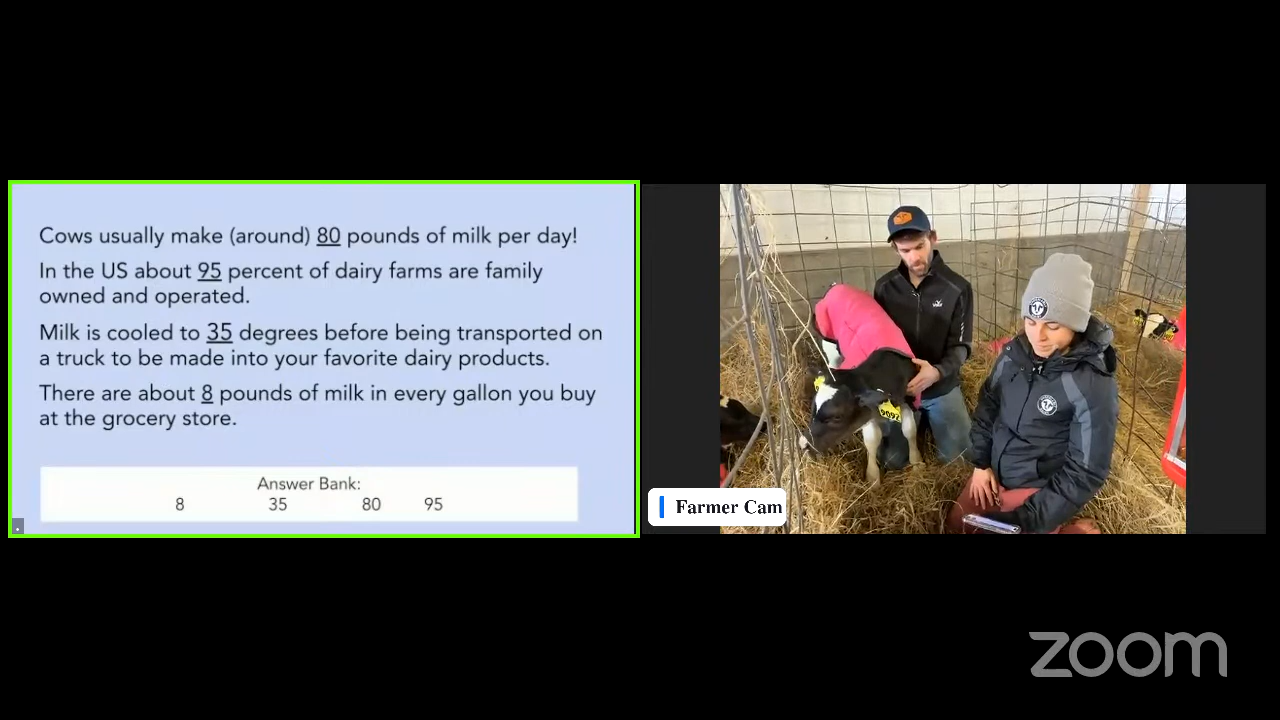 Cows usually make (around) 80 pounds of milk per day!
In the US about 95 percent of dairy farms are family
owned and operated.
Milk is cooled to 35 degrees before being transported on
a truck to be made into your favorite dairy products.
There are about 8 pounds of milk in every gallon you buy
at the grocery store.
Answer Bank:
8 35 80 95
Farmer Cam
zoom